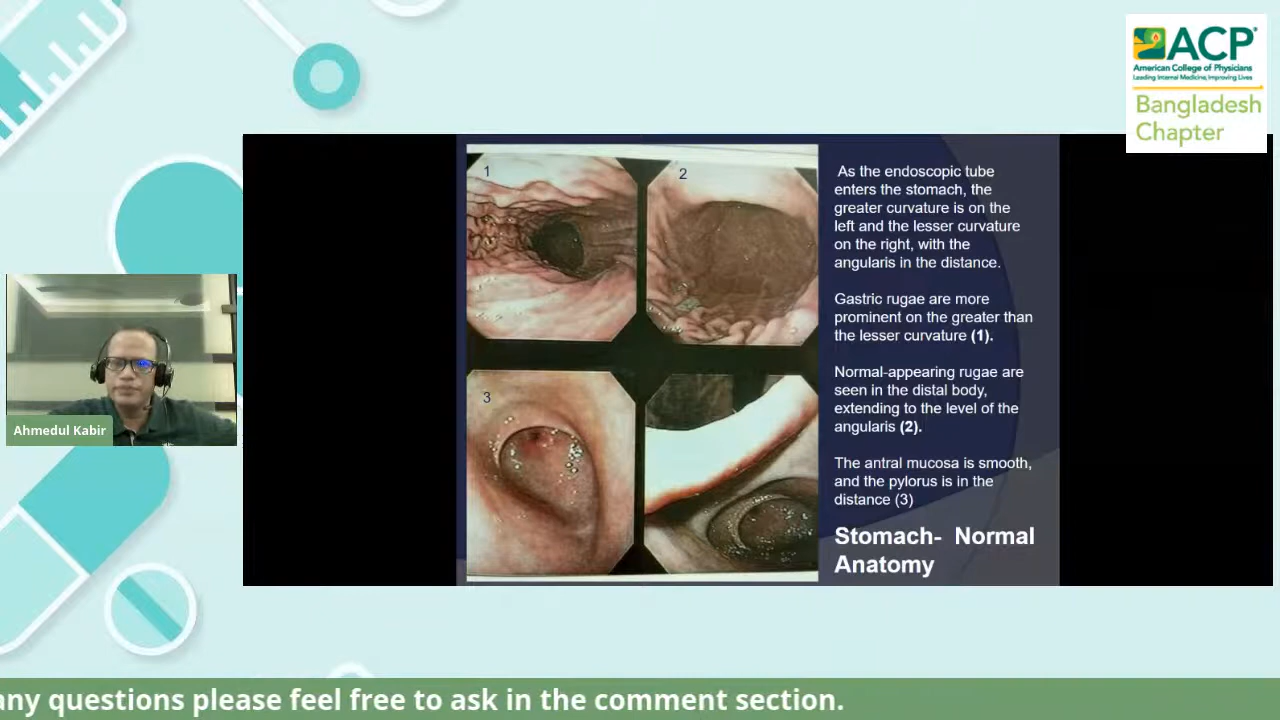 ACP
American College of Physicians
Leading Internal Medicine, Improving Lives
Bangladesh
Chapter
1
2
3
As the endoscopic tube
enters the stomach, the
greater curvature is on the
left and the lesser curvature
on the right, with the
angularis in the distance.
Gastric rugae are more
prominent on the greater than
the lesser curvature (1).
Normal-appearing rugae are
seen in the distal body,
extending to the level of the
angularis (2).
The antral mucosa is smooth,
and the pylorus is in the
distance (3)
Stomach- Normal
Anatomy
Ahmedul Kabir
any questions please feel free to ask in the comment section.